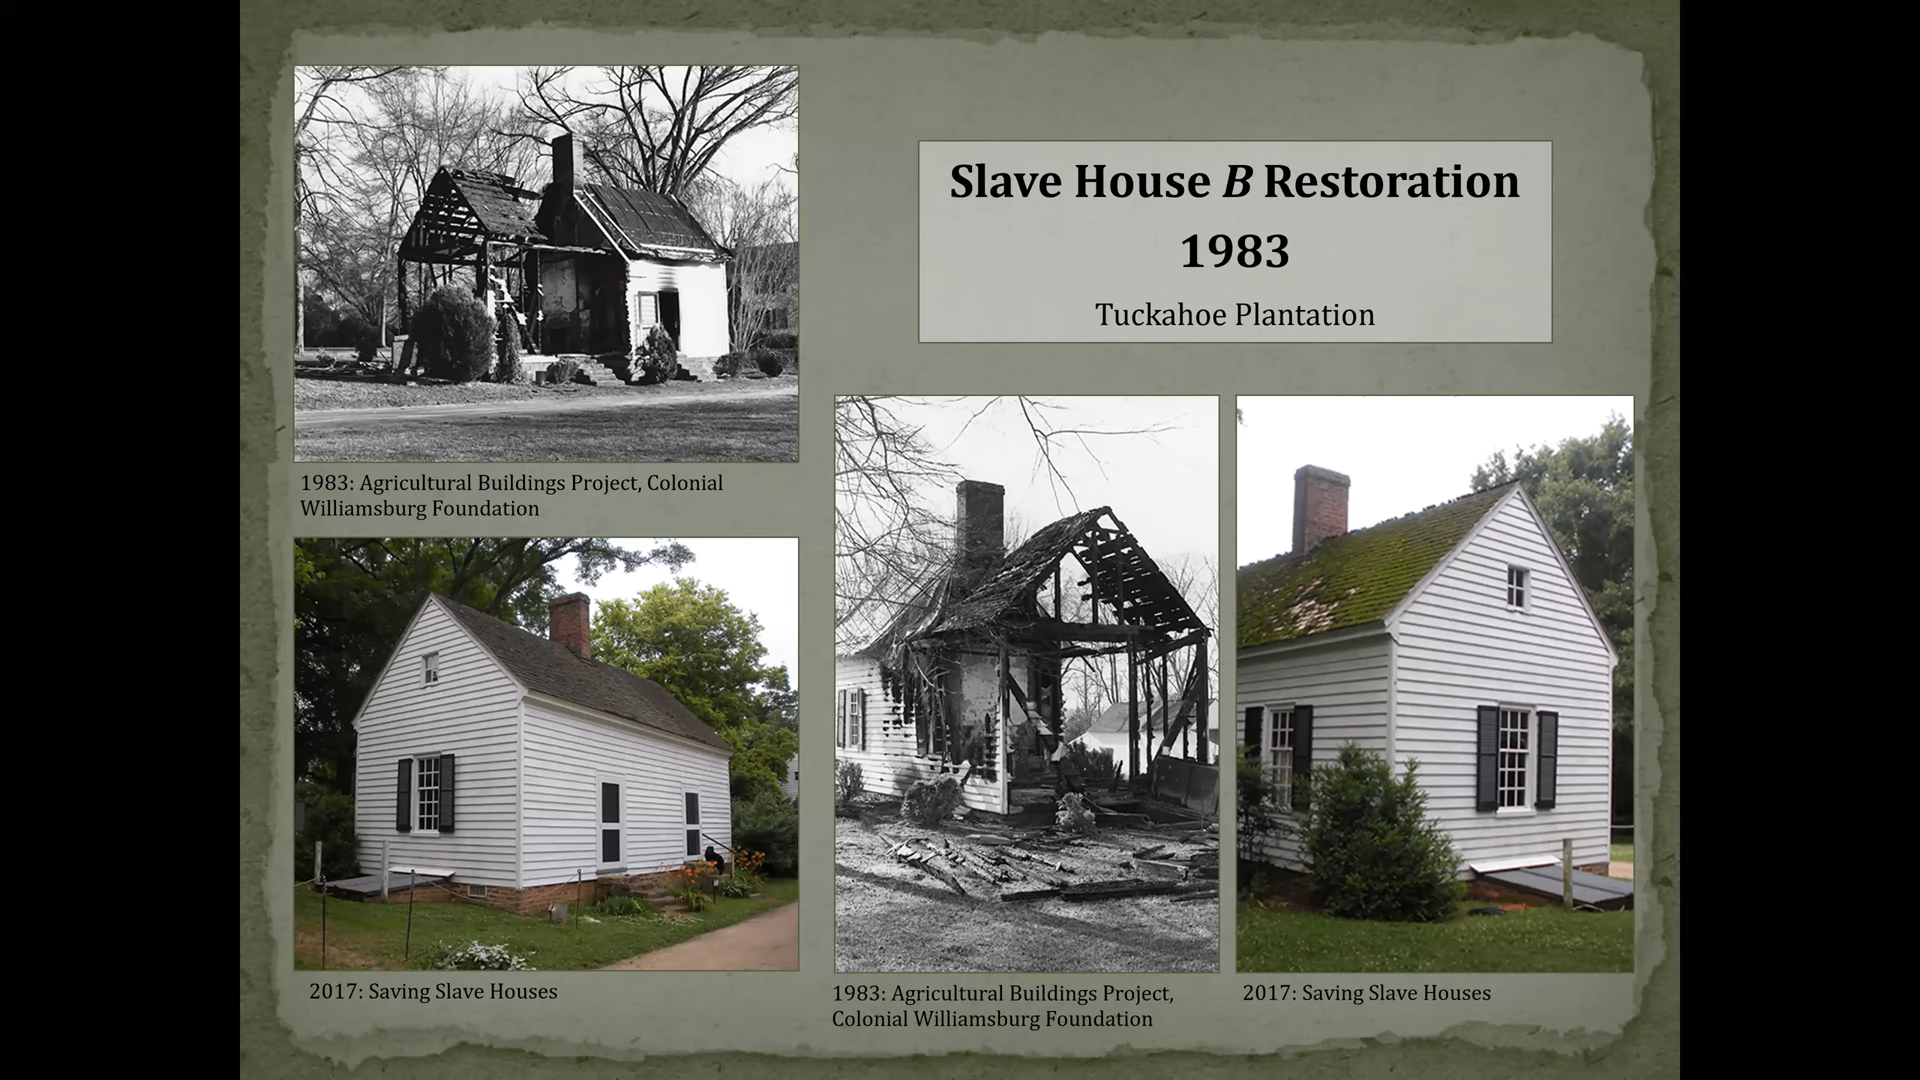 Slave House B Restoration
1983
Tuckahoe Plantation
1983: Agricultural Buildings Project, Colonial
Williamsburg Foundation
2017: Saving Slave Houses
1983: Agricultural Buildings Project,
Colonial Williamsburg Foundation
2017: Saving Slave Houses